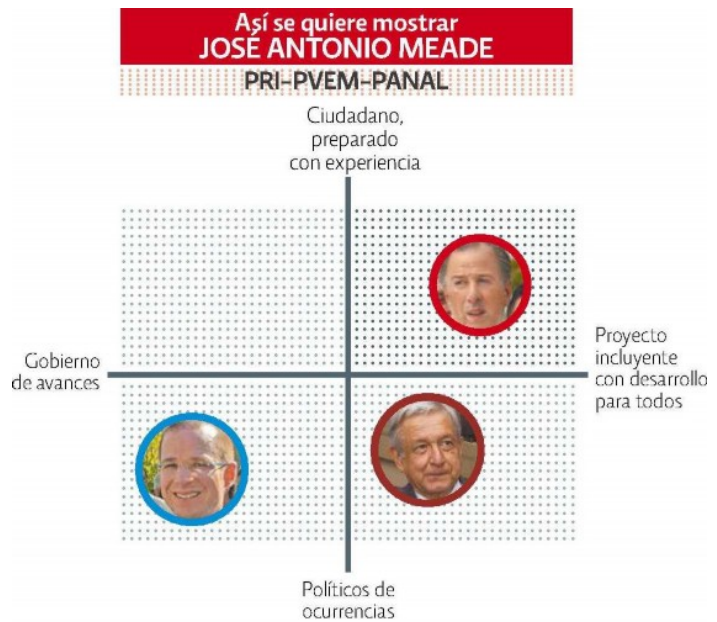 Así se quiere mostrar
JOSÉ ANTONIO MEADE
PRI-PVEM-PANAL
Ciudadano,
preparado
con experiencia
Gobierno
de avances
Proyecto
incluyente
con desarrollo
para todos
Políticos de
ocurrencias